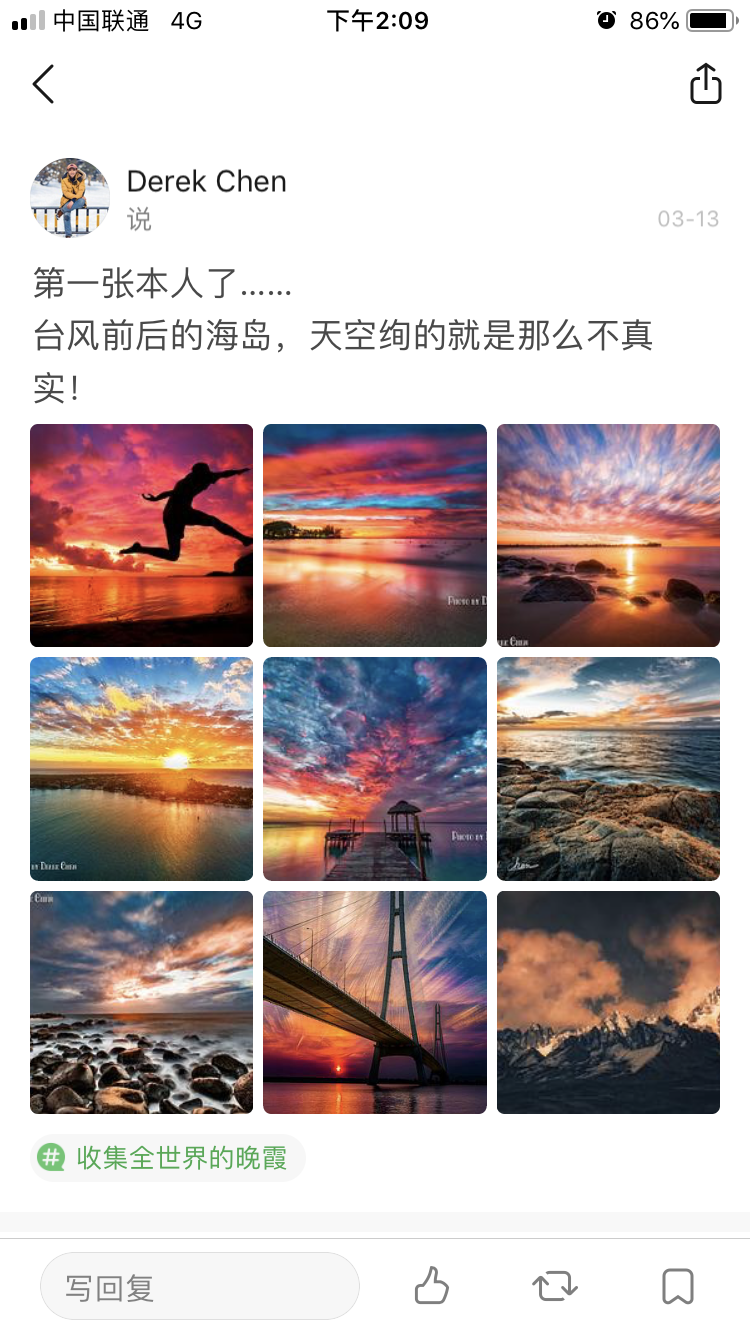 中国联通 4G 下午2:09 86%
Derek Chen
说
03-13
第一张本人了......
台风前后的海岛，天空绚的就是那么不真
实！
Photo by D
ek Chen
by Derek Chen
Photo by
Chen
收集全世界的晚霞
写回复